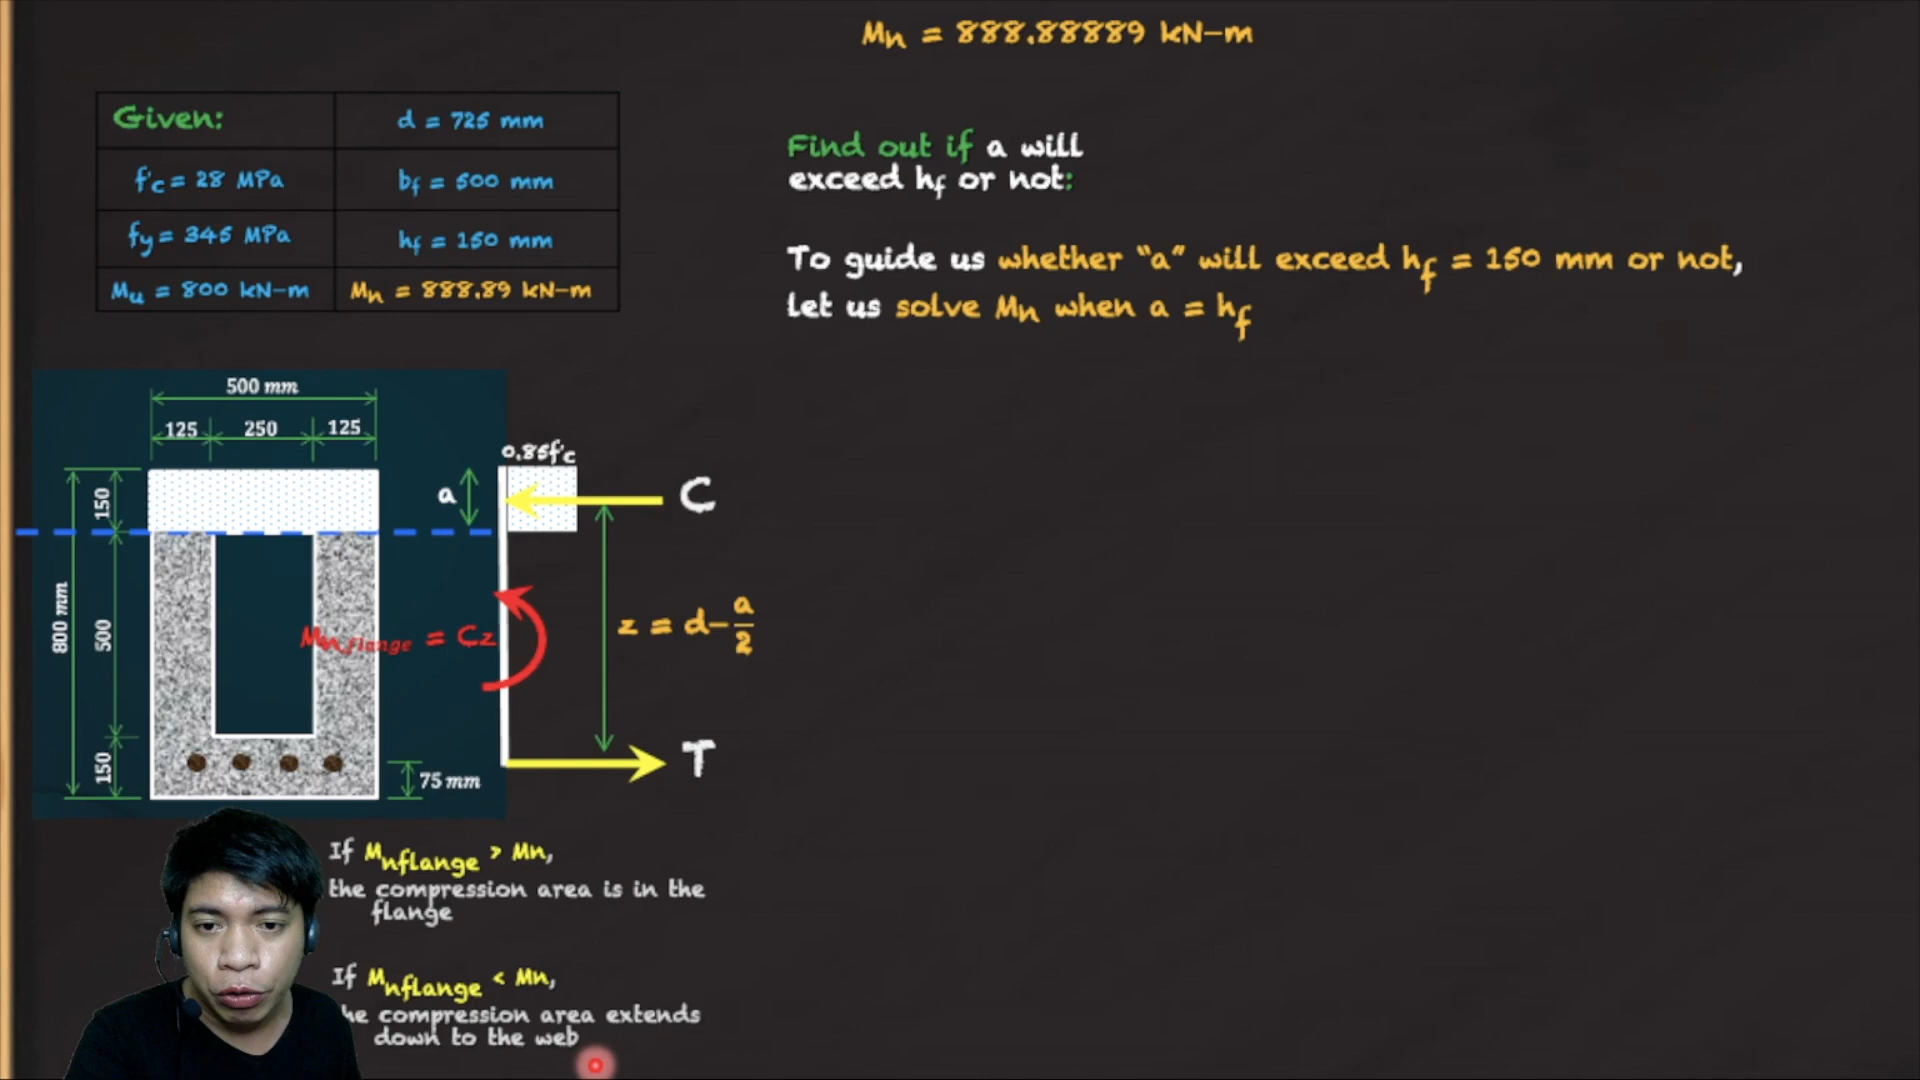 Mn = 888.88889 kN-m
Given:
d = 725 mm
f'c = 28 MPa
bf = 500 mm
fy = 345 MPa
hf = 150 mm
Mu = 800 kN-m
Mn = 888.89 kN-m
Find out if a will
exceed hf or not:
To guide us whether "a" will exceed hf = 150 mm or not,
let us solve Mn when a = hf
500 mm
125
250
125
150
500
150
800 mm
75 mm
0.85f'c
a
C
Mnflange = Cz
z = d-a/2
T
If Mnflange > Mn,
the compression area is in the
flange
If Mnflange < Mn,
he compression area extends
down to the web